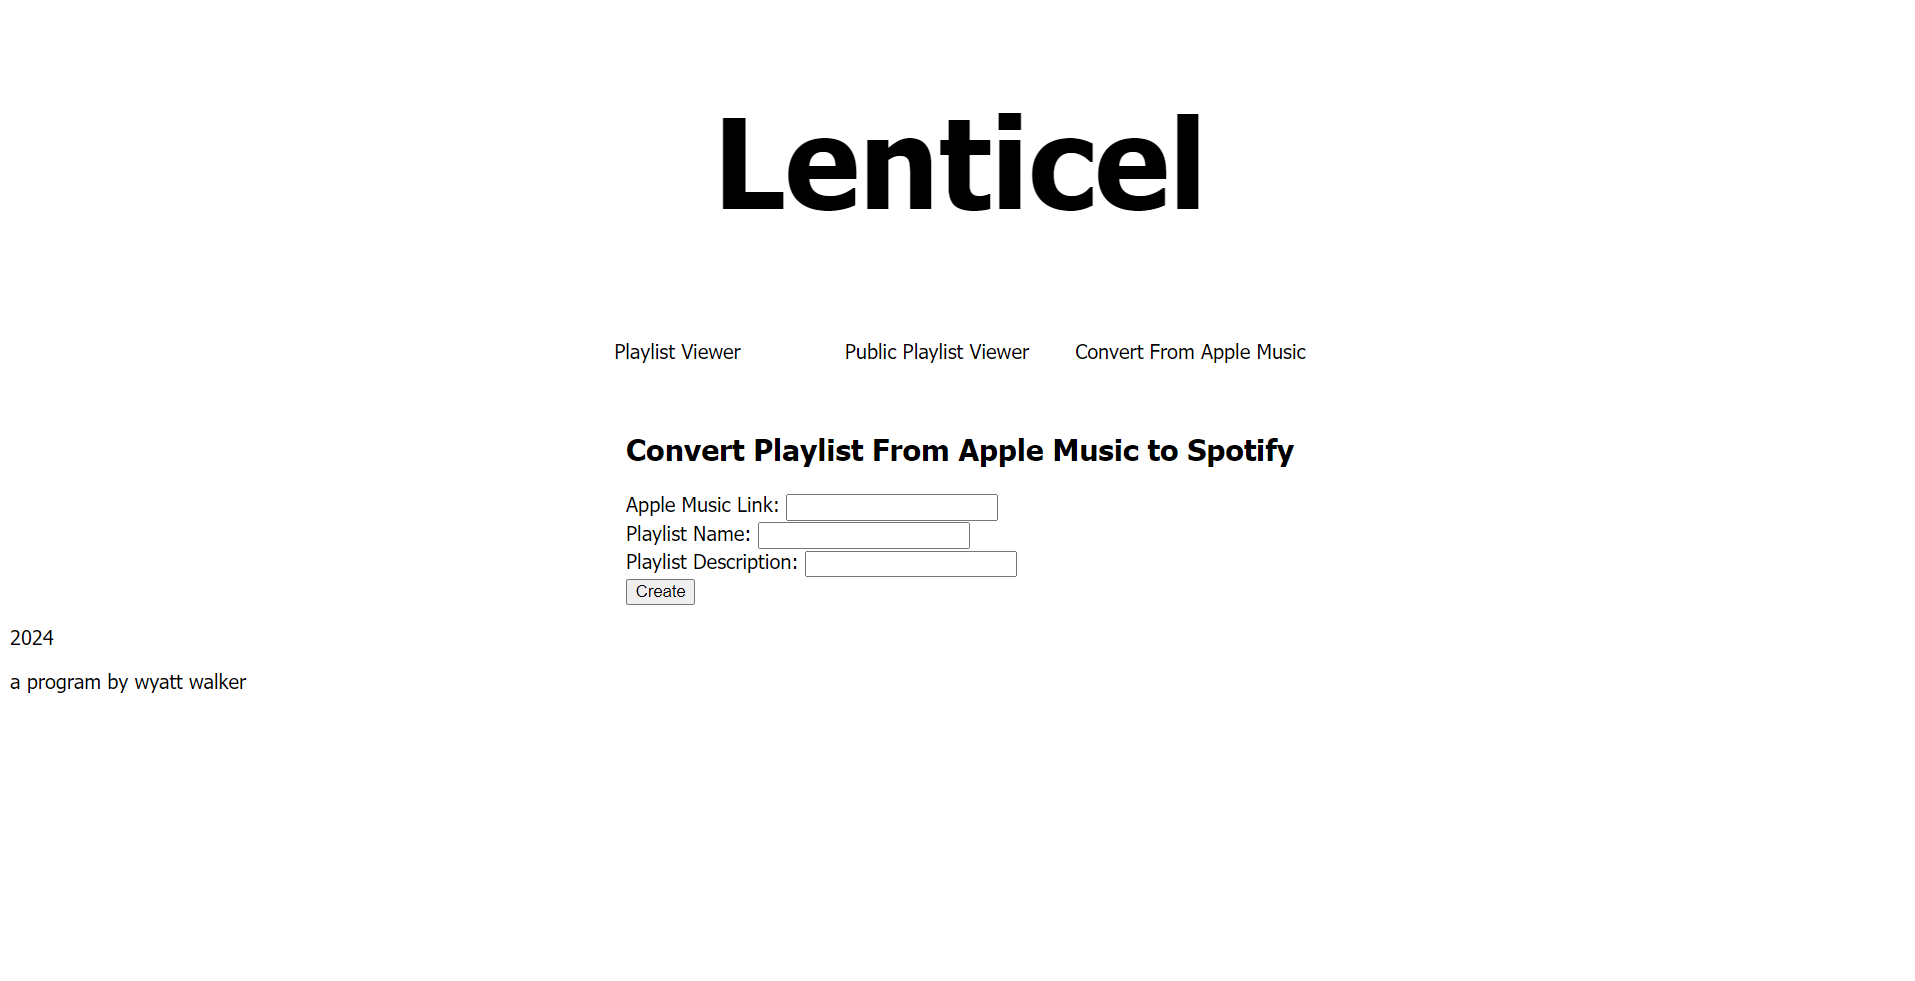 Lenticel
Playlist Viewer Public Playlist Viewer Convert From Apple Music
Convert Playlist From Apple Music to Spotify
Apple Music Link:
Playlist Name:
Playlist Description:
Create
2024
a program by wyatt walker